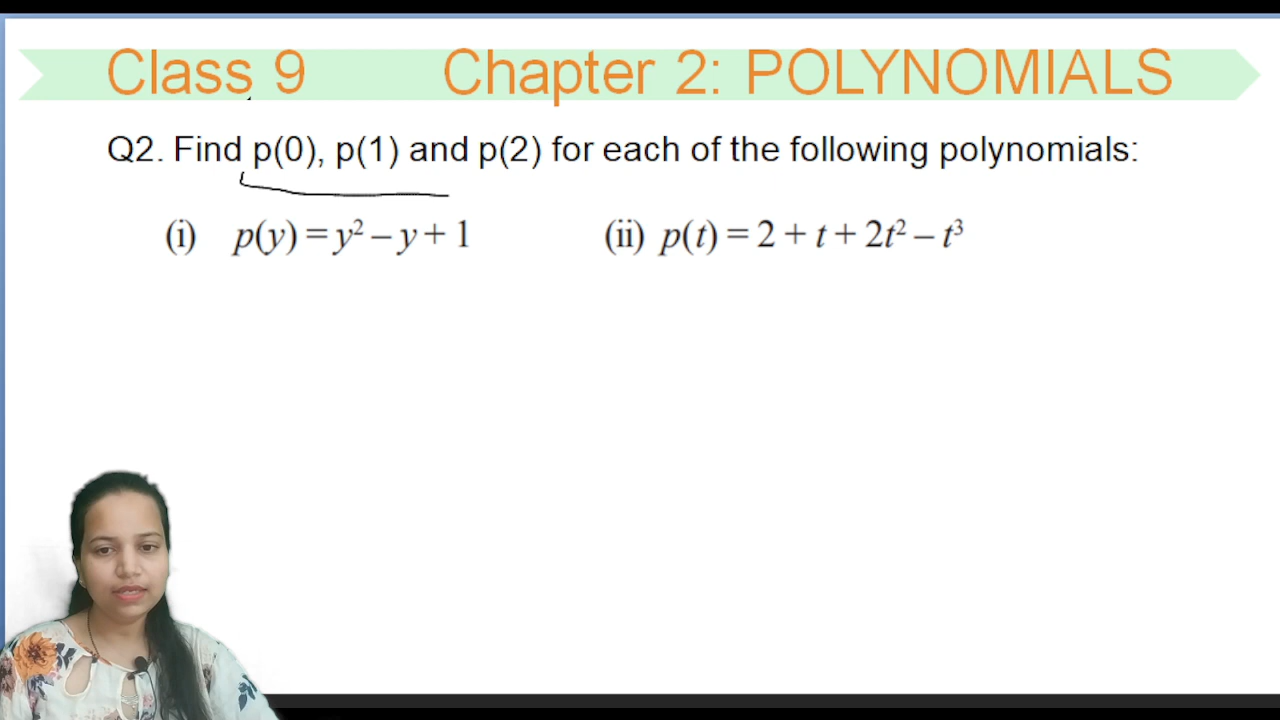 Class 9 Chapter 2: POLYNOMIALS
Q2. Find p(0), p(1) and p(2) for each of the following polynomials:
(i) p(y) = y² – y + 1 (ii) p(t) = 2 + t + 2t² – t³